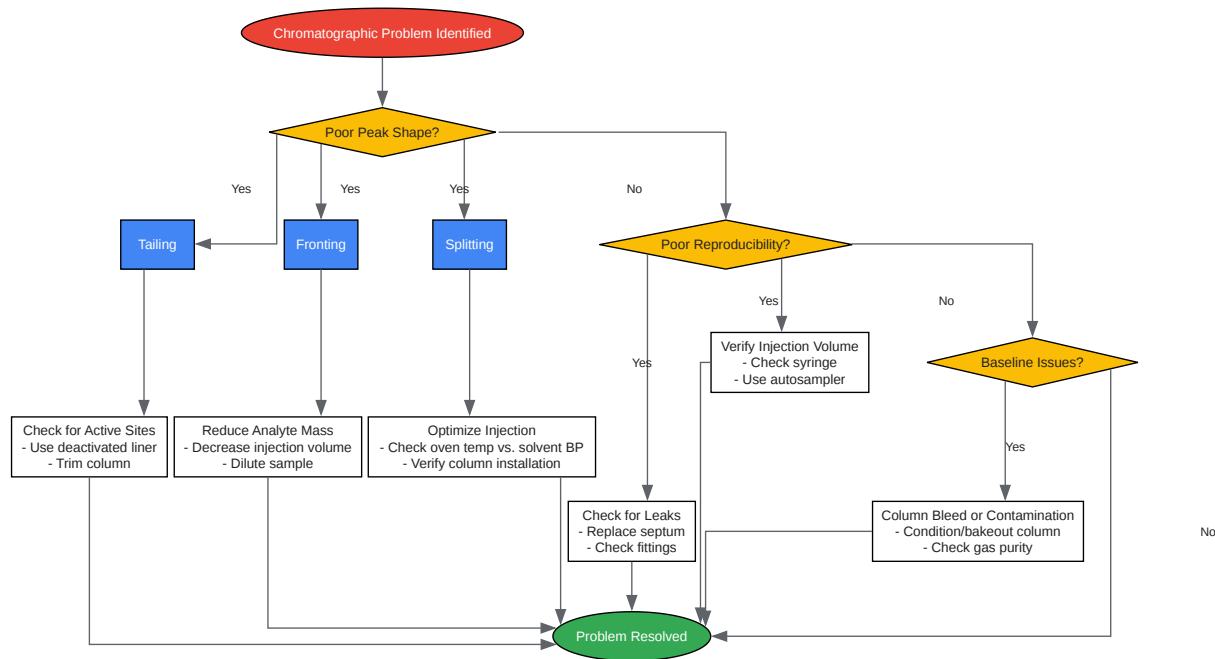 Chromatographic Problem Identified
Poor Peak Shape?
Yes
Yes
Yes
No
Tailing
Fronting
Splitting
Poor Reproducibility?
Yes
Yes
No
Verify Injection Volume
- Check syringe
- Use autosampler
Baseline Issues?
Check for Active Sites
- Use deactivated liner
- Trim column
Reduce Analyte Mass
- Decrease injection volume
- Dilute sample
Optimize Injection
- Check oven temp vs. solvent BP
- Verify column installation
Yes
No
Check for Leaks
- Replace septum
- Check fittings
Column Bleed or Contamination
- Condition/bakeout column
- Check gas purity
Problem Resolved